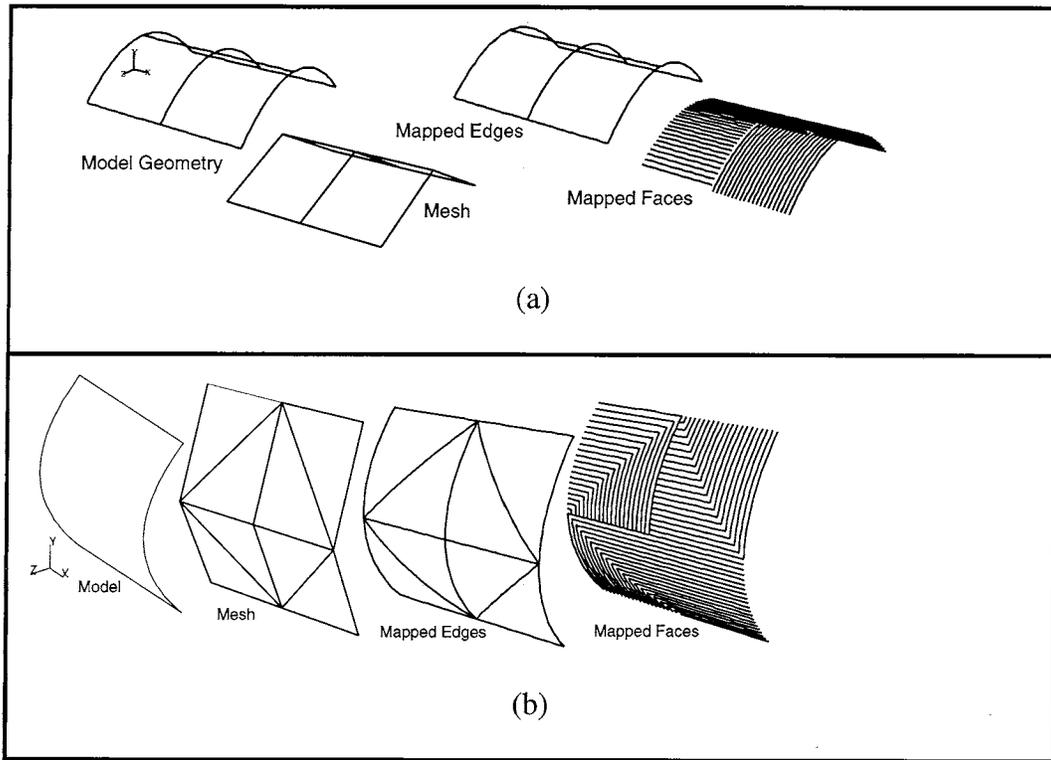 Y
Z X
Model Geometry
Mesh
Mapped Edges
Mapped Faces
(a)
Y
Z X
Model
Mesh
Mapped Edges
Mapped Faces
(b)